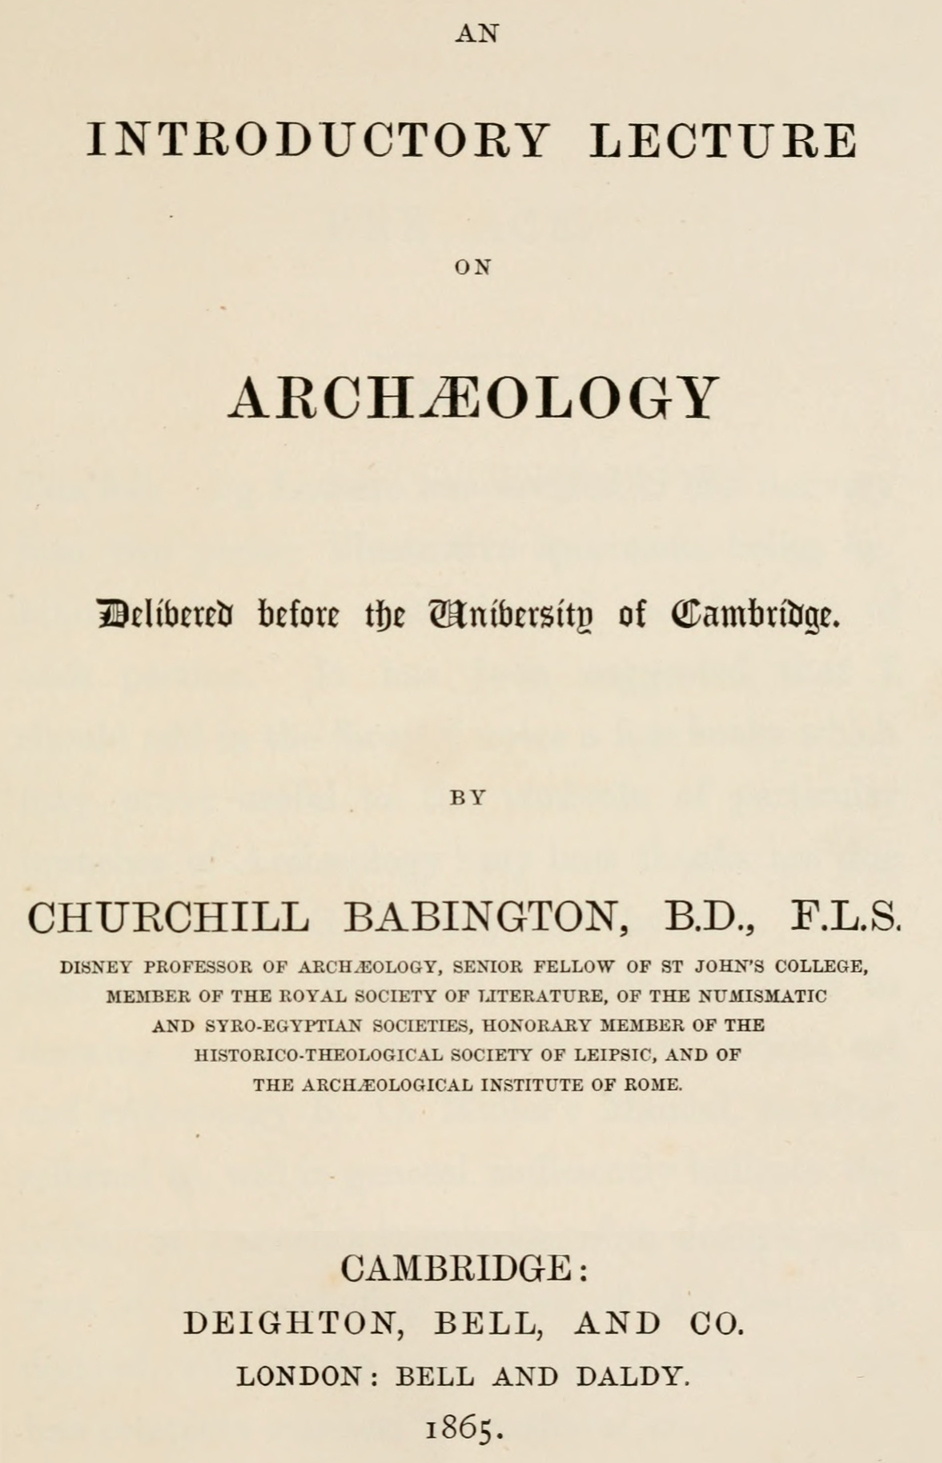 AN
INTRODUCTORY LECTURE
ON
ARCHÆOLOGY
Delivered before the University of Cambridge.
BY
CHURCHILL BABINGTON, B.D., F.L.S.
DISNEY PROFESSOR OF ARCHÆOLOGY, SENIOR FELLOW OF ST JOHN'S COLLEGE,
MEMBER OF THE ROYAL SOCIETY OF LITERATURE, OF THE NUMISMATIC
AND SYRO-EGYPTIAN SOCIETIES, HONORARY MEMBER OF THE
HISTORICO-THEOLOGICAL SOCIETY OF LEIPSIC, AND OF
THE ARCHÆOLOGICAL INSTITUTE OF ROME.
CAMBRIDGE:
DEIGHTON, BELL, AND CO.
LONDON: BELL AND DALDY.
1865.